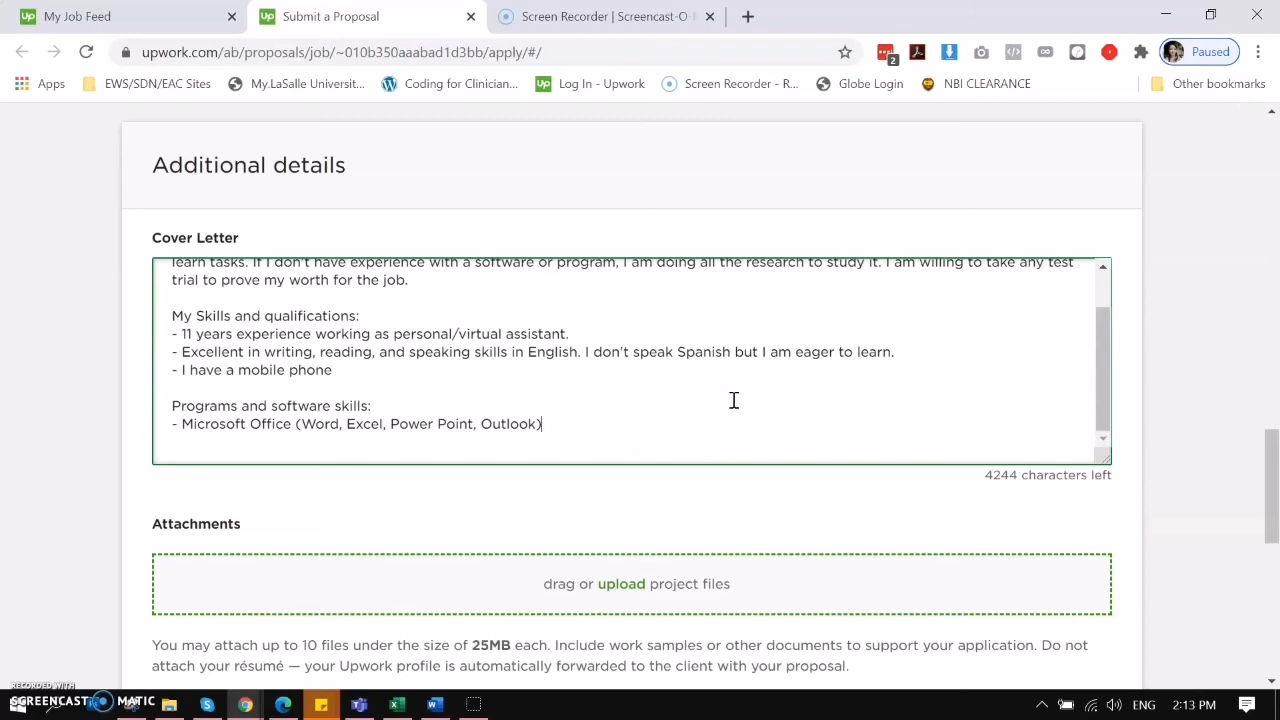 My Job Feed
Submit a Proposal
Screen Recorder | Screencast-O-
upwork.com/ab/proposals/job/~010b350aaabad1d3bb/apply/#/
2
Paused
Apps
EWS/SDN/EAC Sites
My.LaSalle Universit...
Coding for Clinician...
Log In - Upwork
Screen Recorder - R...
Globe Login
NBI CLEARANCE
Other bookmarks
Additional details
Cover Letter
learn tasks. If I don't have experience with a software or program, I am doing all the research to study it. I am willing to take any test
trial to prove my worth for the job.
My Skills and qualifications:
- 11 years experience working as personal/virtual assistant.
- Excellent in writing, reading, and speaking skills in English. I don't speak Spanish but I am eager to learn.
- I have a mobile phone
Programs and software skills:
- Microsoft Office (Word, Excel, Power Point, Outlook)
4244 characters left
Attachments
drag or upload project files
You may attach up to 10 files under the size of 25MB each. Include work samples or other documents to support your application. Do not
attach your résumé — your Upwork profile is automatically forwarded to the client with your proposal.
RECORDED WITH
SCREENCAST MATIC
ENG
2:13 PM